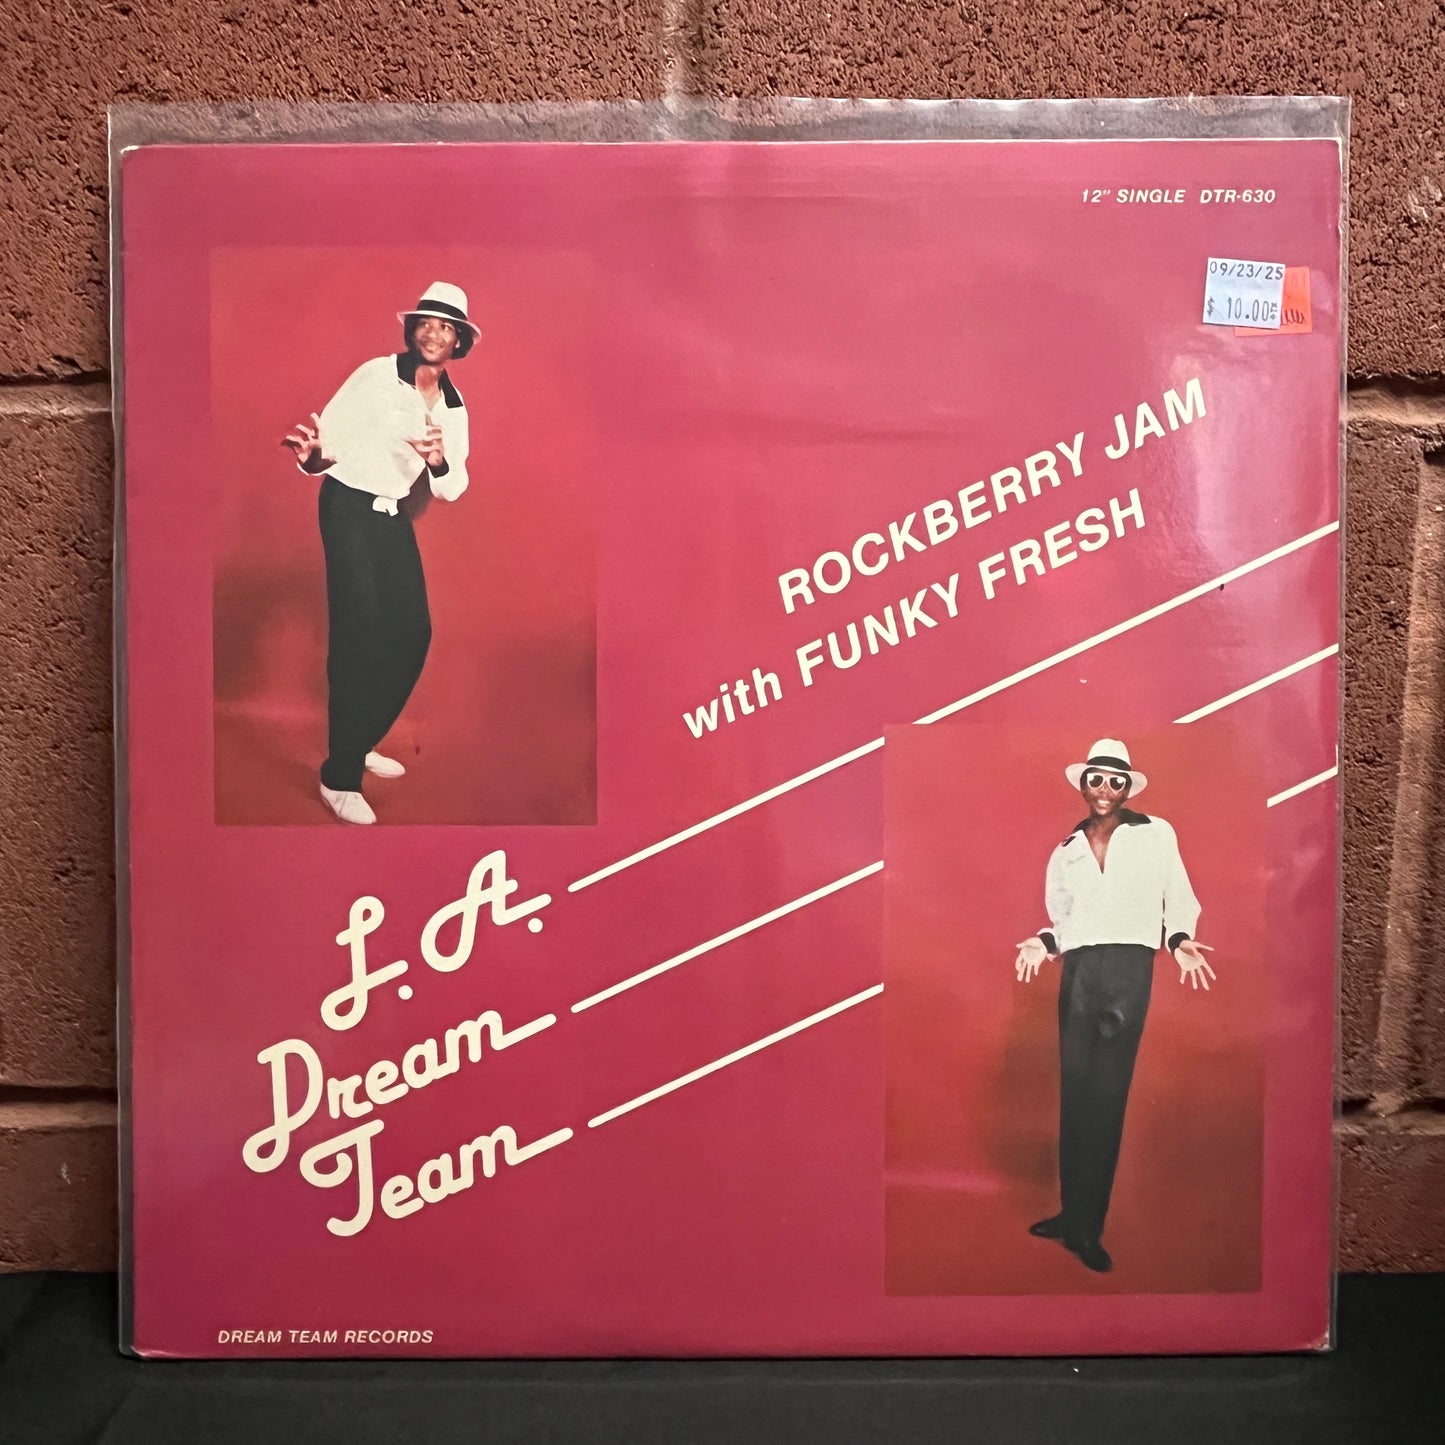 12" SINGLE DTR-630
09/23/25
$ 10.00
ROCKBERRY JAM
with FUNKY FRESH
L.A.
Dream
Team
DREAM TEAM RECORDS